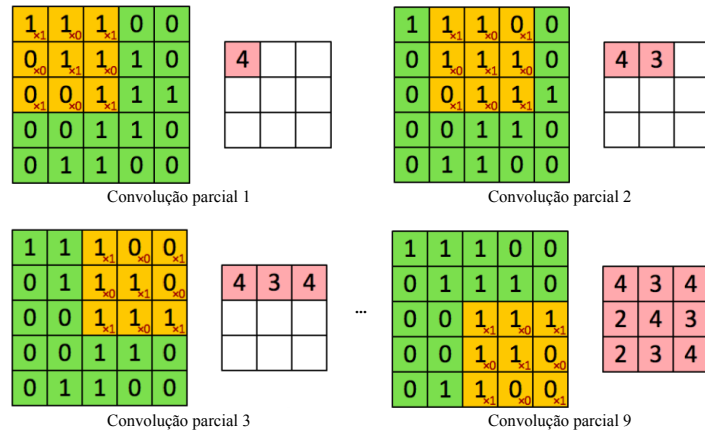 1×1 1×0 1×1 0 0
0×0 1×1 1×0 1 0
0×1 0×0 1×1 1 1
0 0 1 1 0
0 1 1 0 0
4
Convolução parcial 1
1 1×1 1×0 0×1 0
0 1×0 1×1 1×0 0
0 0×1 1×0 1×1 1
0 0 1 1 0
0 1 1 0 0
4 3
Convolução parcial 2
1 1 1×1 0×0 0×1
0 1 1×0 1×1 0×0
0 0 1×1 1×0 1×1
0 0 1 1 0
0 1 1 0 0
4 3 4
Convolução parcial 3
...
1 1 1 0 0
0 1 1 1 0
0 0 1×1 1×0 1×1
0 0 1×0 1×1 0×0
0 1 1×1 0×0 0×1
4 3 4
2 4 3
2 3 4
Convolução parcial 9